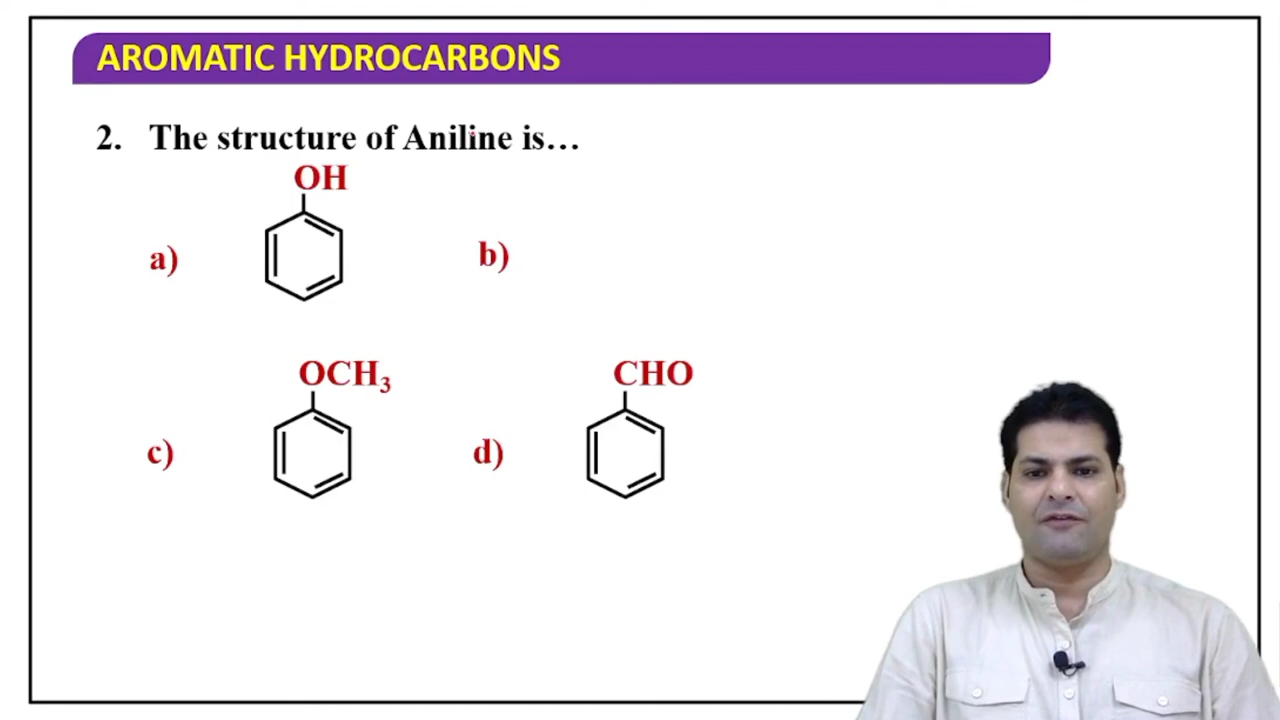 AROMATIC HYDROCARBONS
2. The structure of Aniline is...
OH
a)
b)
OCH₃
CHO
c)
d)